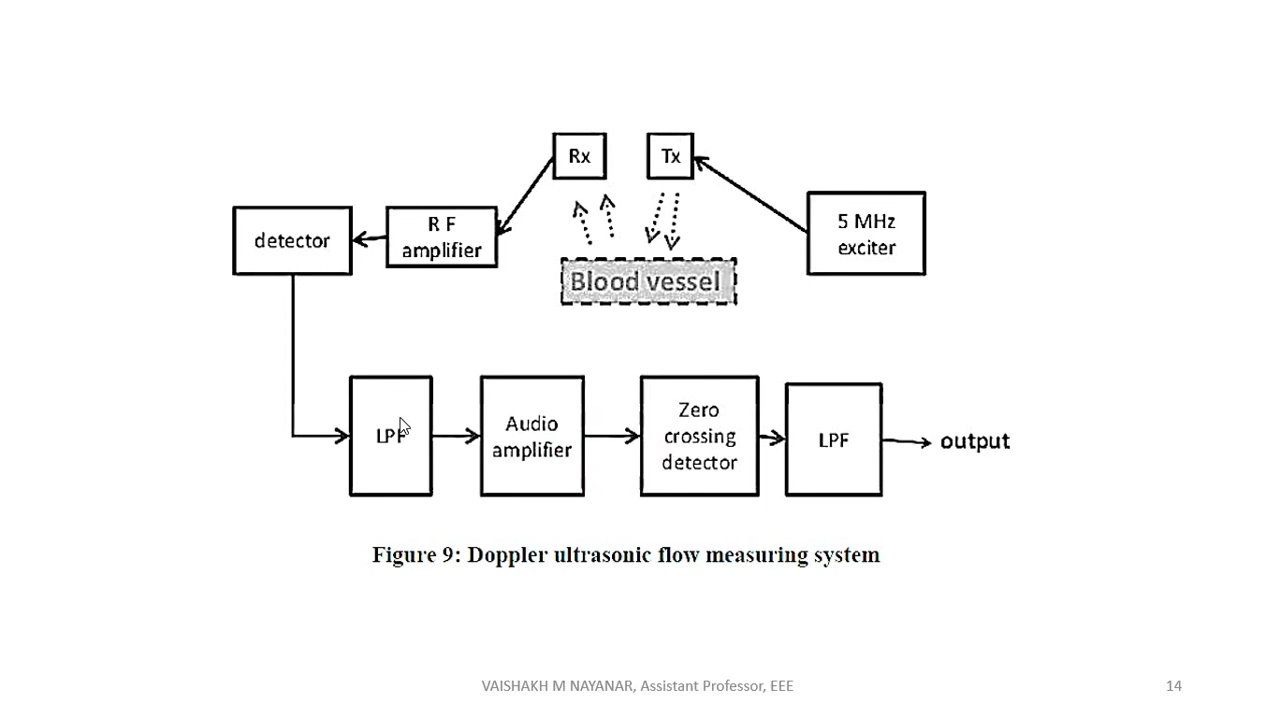 Rx
Tx
5 MHz
exciter
R F
amplifier
detector
Blood vessel
LPF
Audio
amplifier
Zero
crossing
detector
LPF
output
Figure 9: Doppler ultrasonic flow measuring system
VAISHAKH M NAYANAR, Assistant Professor, EEE
14